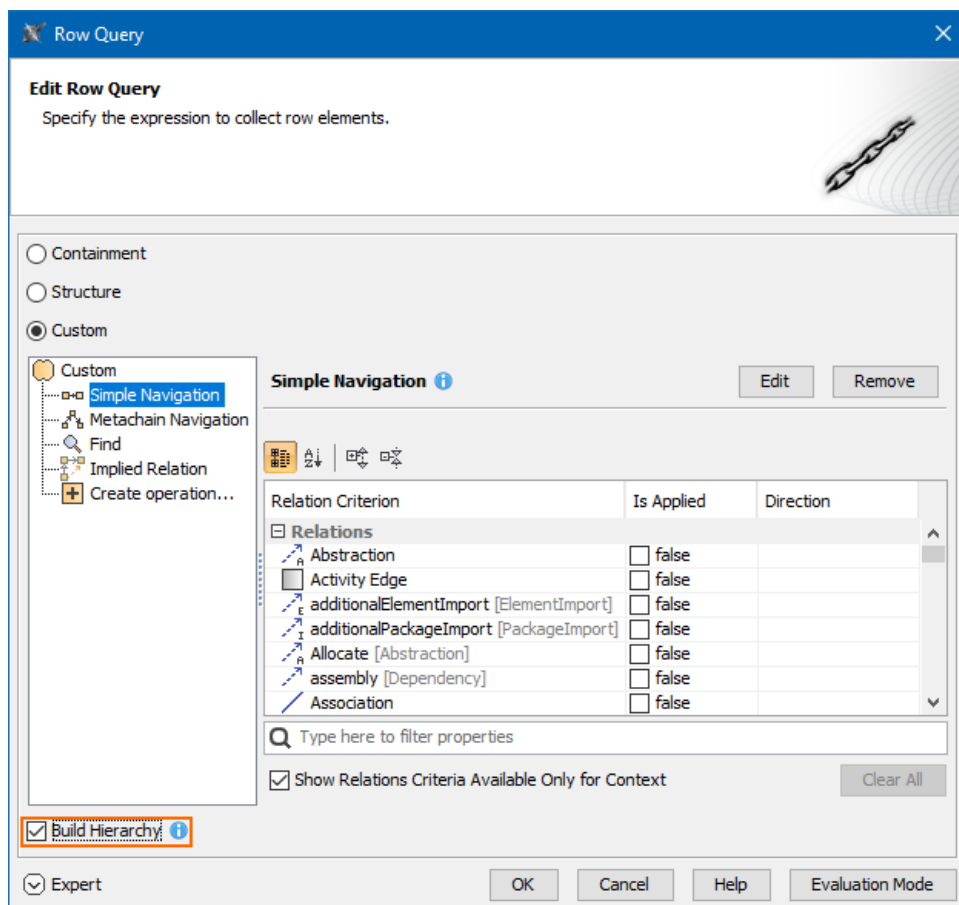 Row Query
Edit Row Query
Specify the expression to collect row elements.
Containment
Structure
Custom
Custom
Simple Navigation
Metachain Navigation
Find
Implied Relation
Create operation...
Simple Navigation
Edit
Remove
Relation Criterion Is Applied Direction
Relations
Abstraction false
Activity Edge false
additionalElementImport [ElementImport] false
additionalPackageImport [PackageImport] false
Allocate [Abstraction] false
assembly [Dependency] false
Association false
Type here to filter properties
Show Relations Criteria Available Only for Context
Clear All
Build Hierarchy
Expert
OK
Cancel
Help
Evaluation Mode